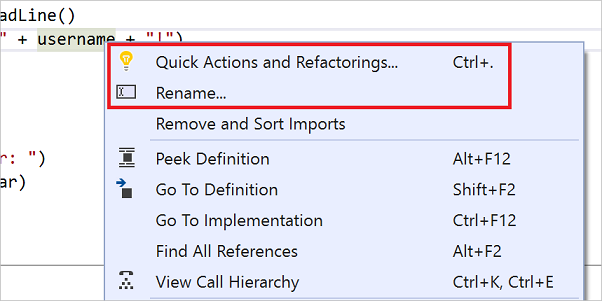 adLine()
" + username + "!")
Quick Actions and Refactorings... Ctrl+.
Rename...
Remove and Sort Imports
r: ")
Peek Definition Alt+F12
ar)
Go To Definition Shift+F2
Go To Implementation Ctrl+F12
Find All References Alt+F2
View Call Hierarchy Ctrl+K, Ctrl+E